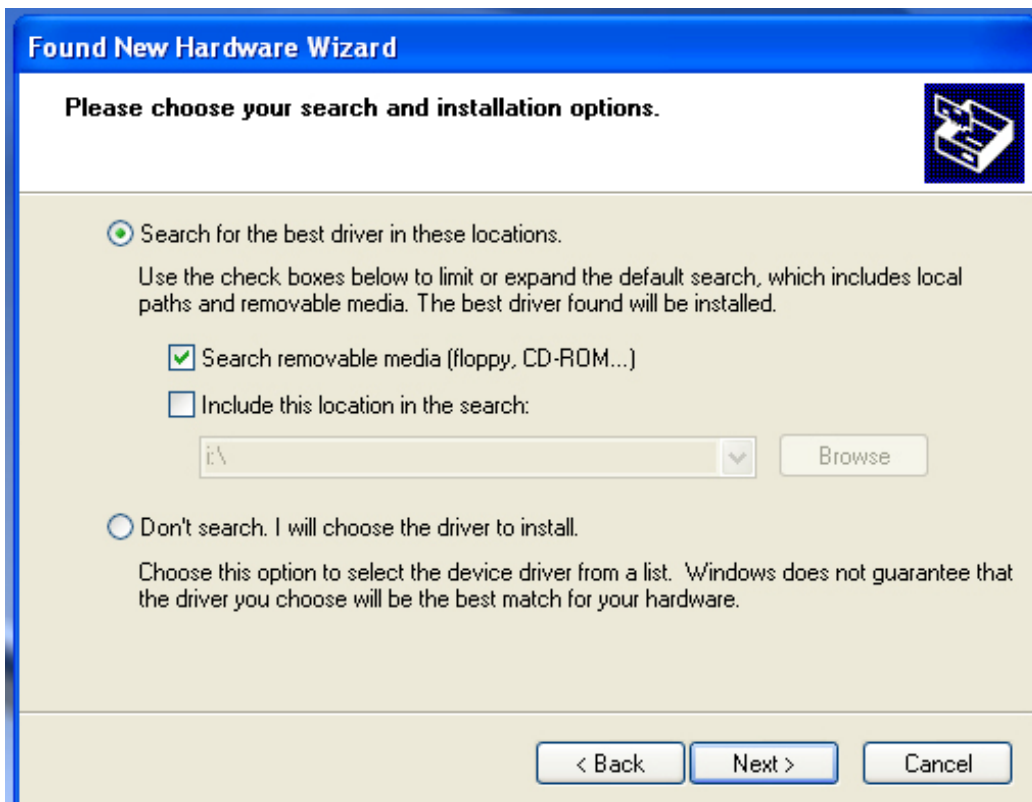 Found New Hardware Wizard
Please choose your search and installation options.
Search for the best driver in these locations.
Use the check boxes below to limit or expand the default search, which includes local
paths and removable media. The best driver found will be installed.
Search removable media (floppy, CD-ROM...)
Include this location in the search:
i:\
Browse
Don't search. I will choose the driver to install.
Choose this option to select the device driver from a list.  Windows does not guarantee that
the driver you choose will be the best match for your hardware.
< Back Next > Cancel